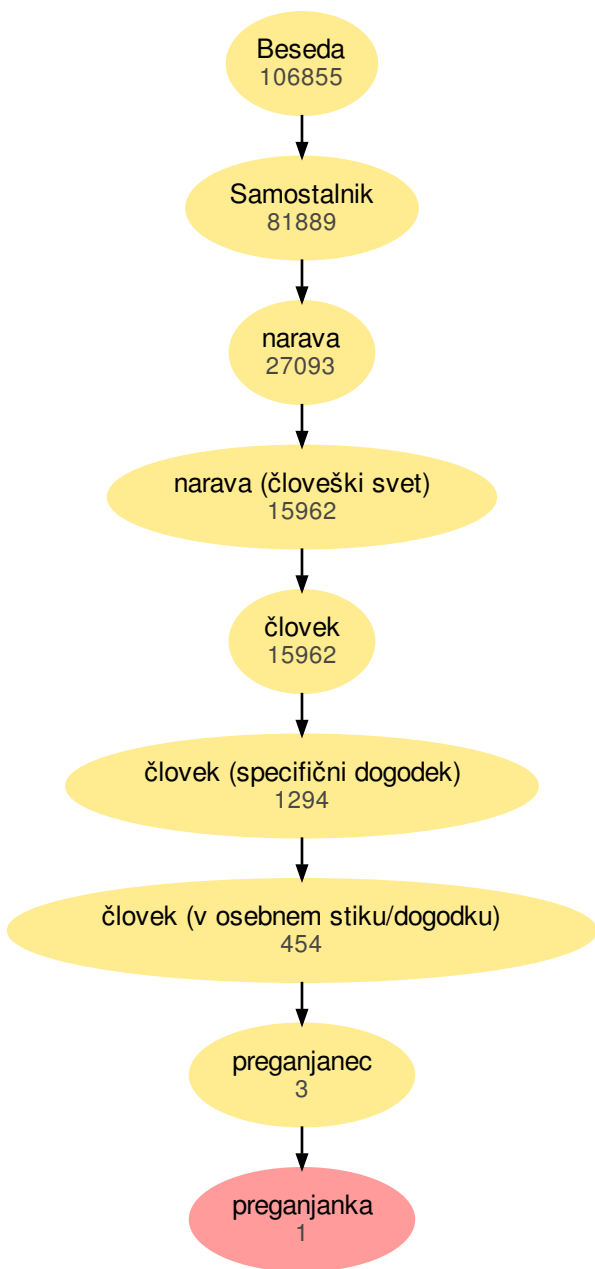 Beseda
106855
Samostalnik
81889
narava
27093
narava (človeški svet)
15962
človek
15962
človek (specifični dogodek)
1294
človek (v osebnem stiku/dogodku)
454
preganjanec
3
preganjanka
1